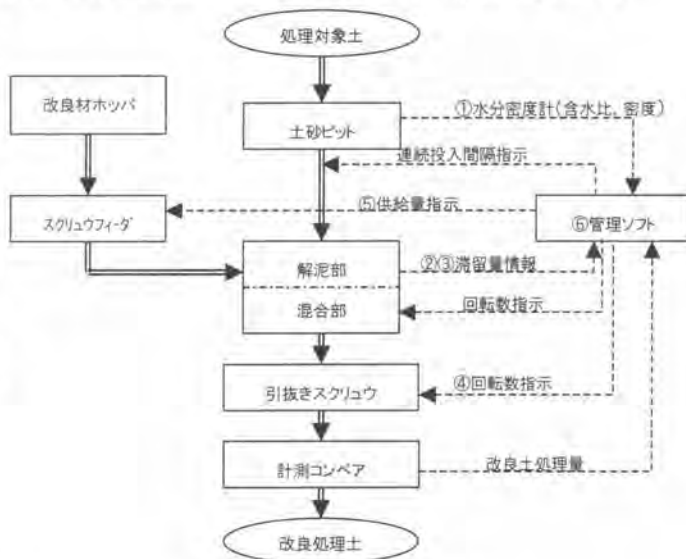 処理対象土
改良材ホッパ
土砂ピット
①水分密度計(含水比、密度)
連続投入間隔指示
スクリュウフィーダ
⑤供給量指示
⑥管理ソフト
解泥部
②③滞留量情報
混合部
回転数指示
引抜きスクリュウ
④回転数指示
計測コンベア
改良土処理量
改良処理土